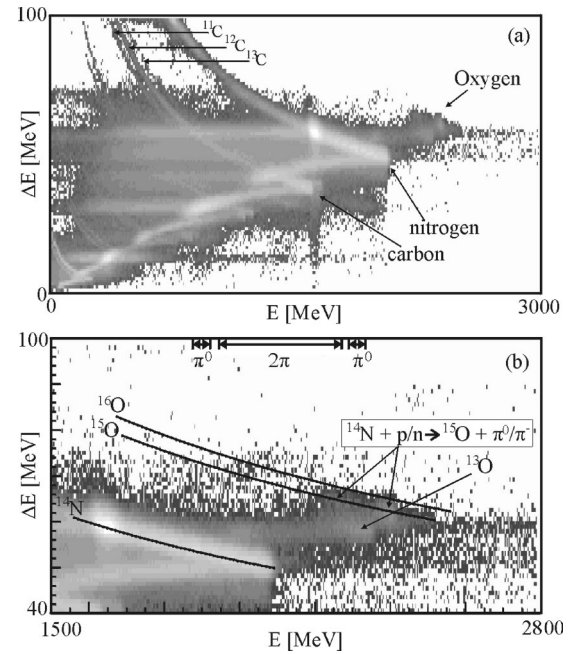 100
(a)
¹¹C
¹²C
¹³C
Oxygen
ΔE [MeV]
nitrogen
carbon
0
0
3000
E [MeV]
100
(b)
π⁰
2π
π⁰
¹⁶O
¹⁵O
¹⁴N + p/n → ¹⁵O + π⁰/π⁻
¹³O
ΔE [MeV]
¹⁴N
40
1500
2800
E [MeV]